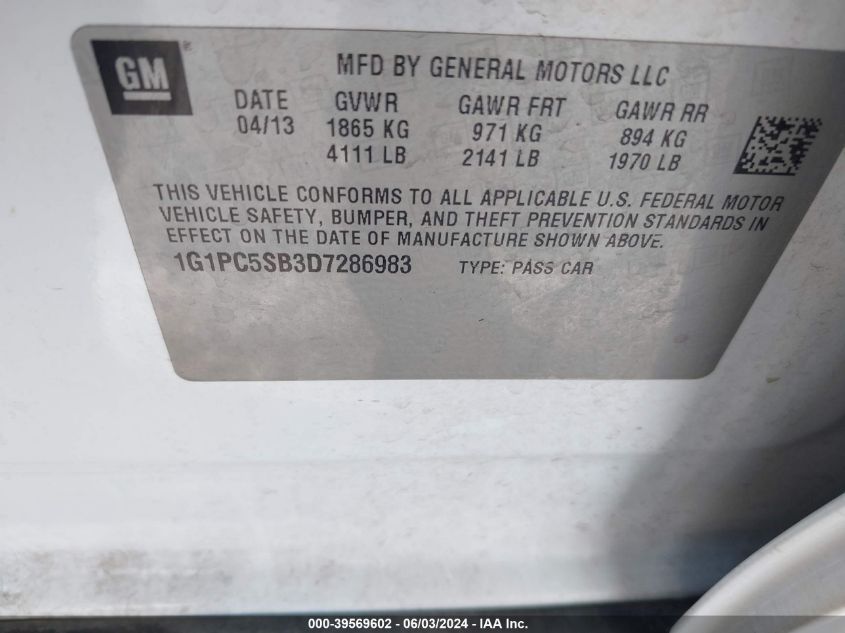 GM
MFD BY GENERAL MOTORS LLC
DATE GVWR GAWR FRT GAWR RR
04/13 1865 KG 971 KG 894 KG
4111 LB 2141 LB 1970 LB
THIS VEHICLE CONFORMS TO ALL APPLICABLE U.S. FEDERAL MOTOR
VEHICLE SAFETY, BUMPER, AND THEFT PREVENTION STANDARDS IN
EFFECT ON THE DATE OF MANUFACTURE SHOWN ABOVE.
1G1PC5SB3D7286983 TYPE: PASS CAR
000-39569602 - 06/03/2024 - IAA Inc.